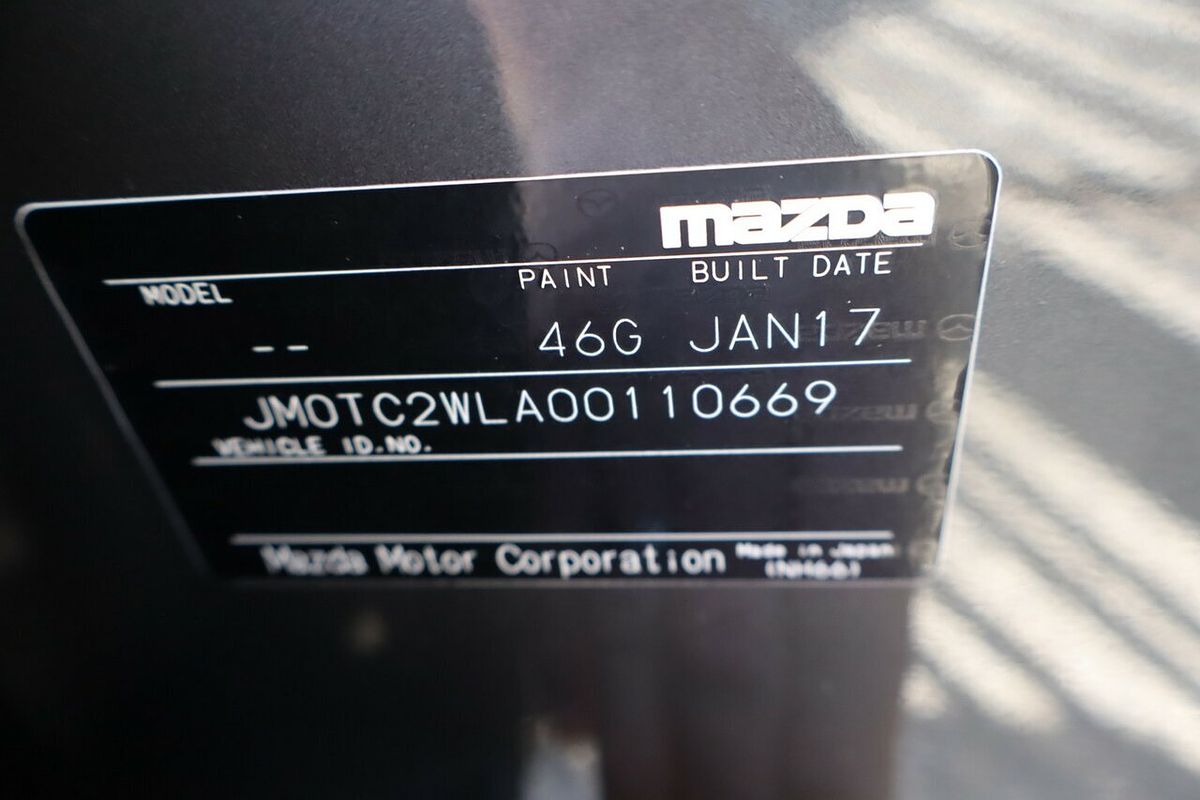 mazda
MODEL PAINT BUILT DATE
-- 46G JAN17
JM0TC2WLA00110669
VEHICLE ID.NO.
Mazda Motor Corporation Made in Japan